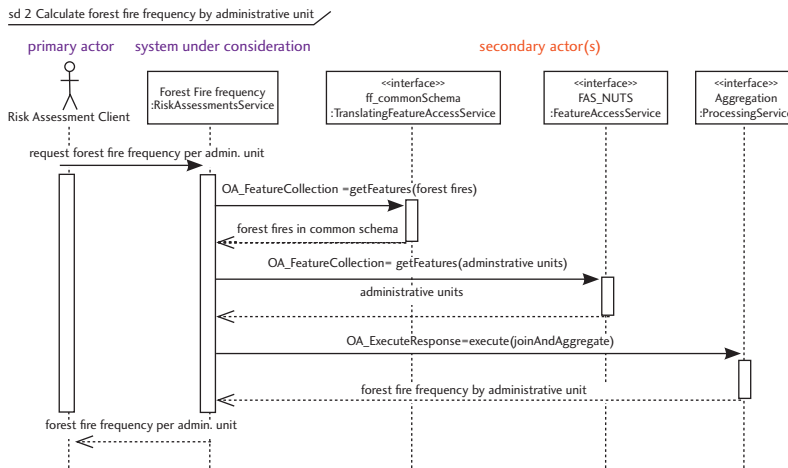 sd 2 Calculate forest fire frequency by administrative unit
primary actor
system under consideration
secondary actor(s)
Risk Assessment Client
Forest Fire frequency
:RiskAssessmentsService
<<interface>>
ff_commonSchema
:TranslatingFeatureAccessService
<<interface>>
FAS_NUTS
:FeatureAccessService
<<interface>>
Aggregation
:ProcessingService
request forest fire frequency per admin. unit
OA_FeatureCollection =getFeatures(forest fires)
forest fires in common schema
OA_FeatureCollection= getFeatures(adminstrative units)
administrative units
OA_ExecuteResponse=execute(joinAndAggregate)
forest fire frequency by administrative unit
forest fire frequency per admin. unit